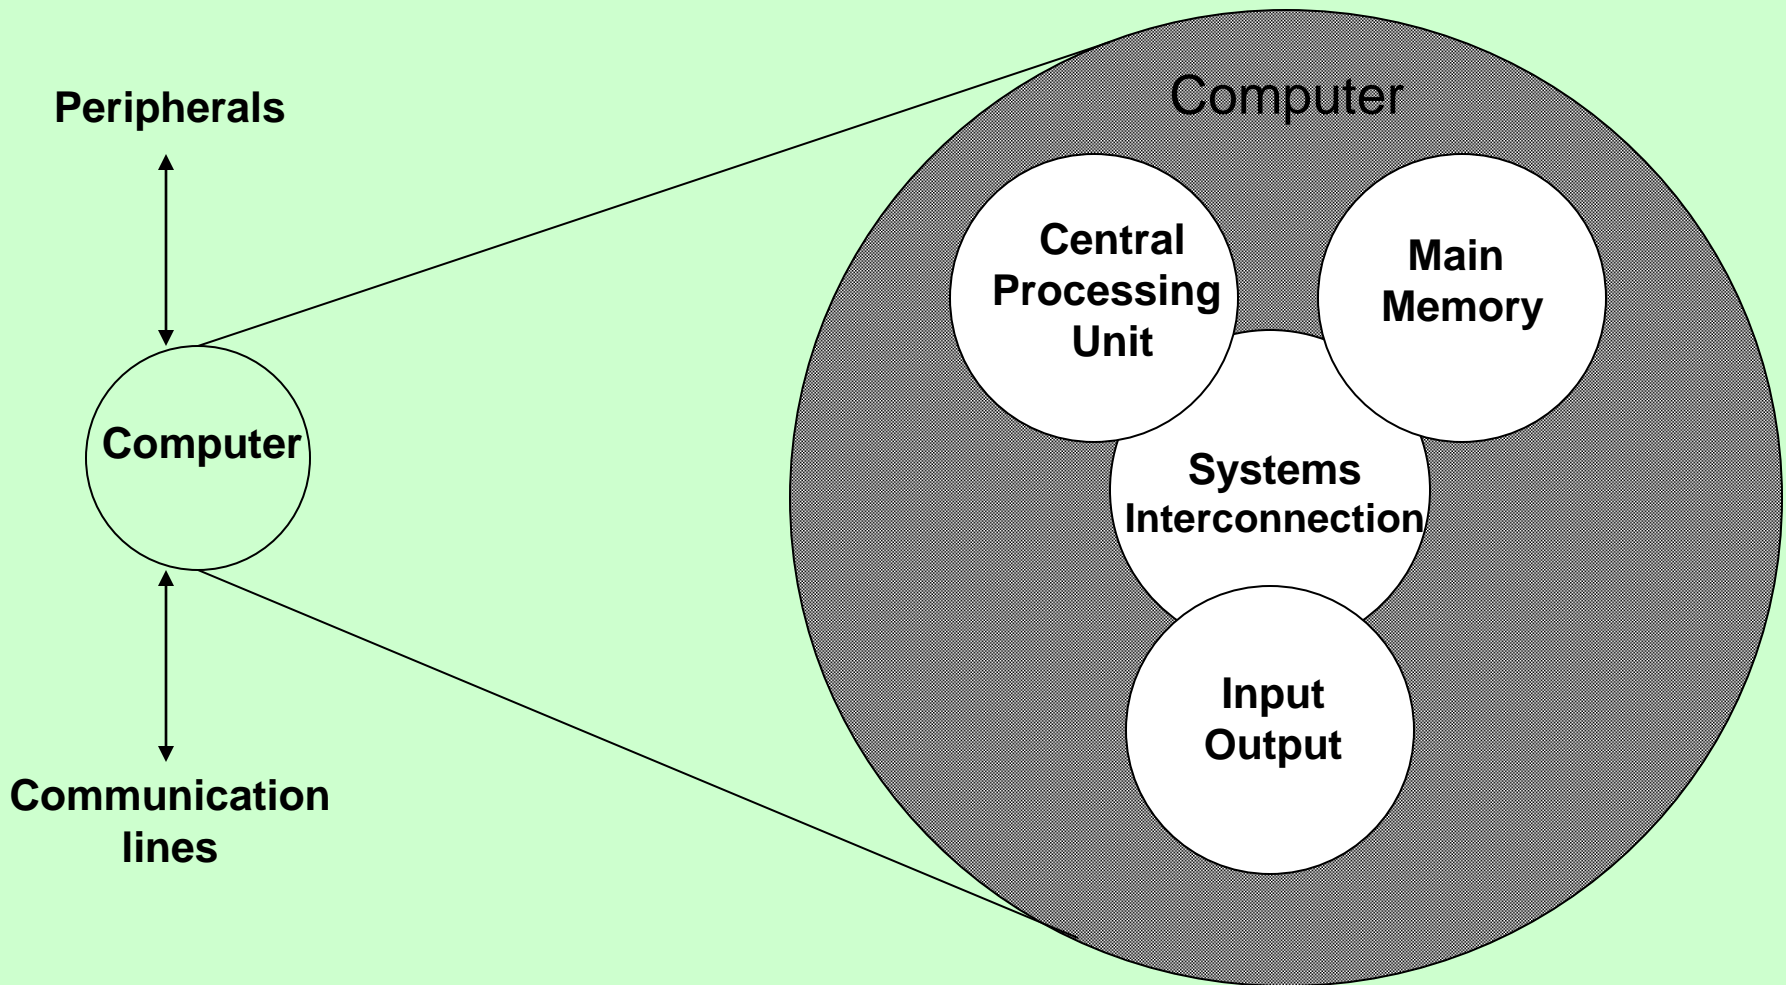 Peripherals
Computer
Communication
lines
Computer
Central
Processing
Unit
Main
Memory
Systems
Interconnection
Input
Output